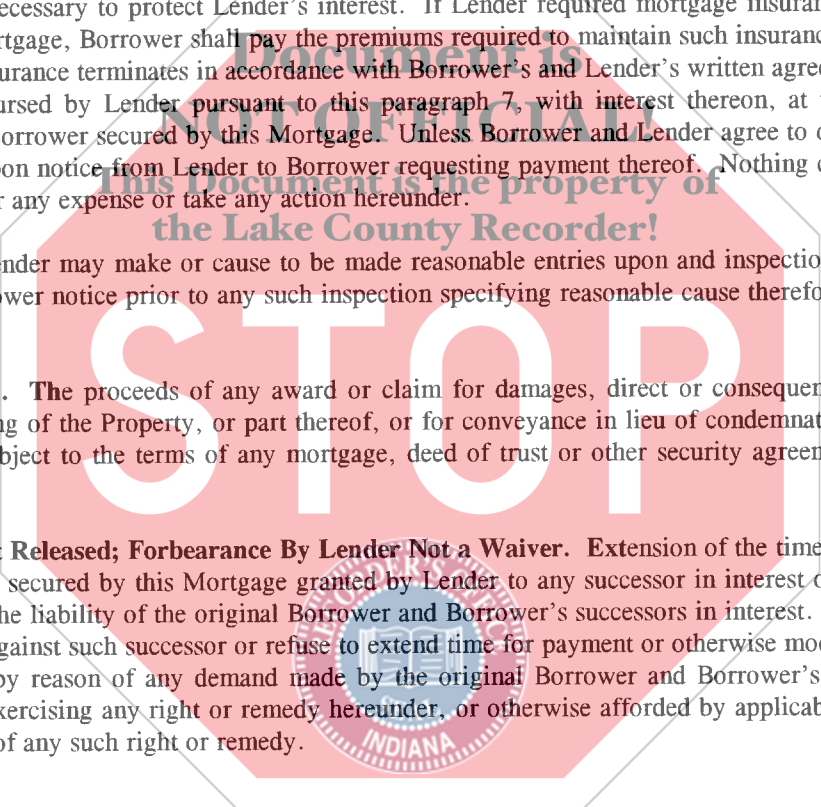 ecessary to protect Lender's interest. If Lender required mortgage insuran
rtgage, Borrower shall pay the premiums required to maintain such insuranc
urance terminates in accordance with Borrower's and Lender's written agree
ursed by Lender pursuant to this paragraph 7, with interest thereon, at
orrower secured by this Mortgage. Unless Borrower and Lender agree to o
on notice from Lender to Borrower requesting payment thereof. Nothing c
r any expense or take any action hereunder.
Document is
NOT OFFICIAL!
This Document is the property of
the Lake County Recorder!
ender may make or cause to be made reasonable entries upon and inspectio
ower notice prior to any such inspection specifying reasonable cause therefo
STOP
. The proceeds of any award or claim for damages, direct or consequen
ng of the Property, or part thereof, or for conveyance in lieu of condemnat
bject to the terms of any mortgage, deed of trust or other security agreem
t Released; Forbearance By Lender Not a Waiver. Extension of the time
secured by this Mortgage granted by Lender to any successor in interest o
he liability of the original Borrower and Borrower's successors in interest.
gainst such successor or refuse to extend time for payment or otherwise mod
by reason of any demand made by the original Borrower and Borrower's
xercising any right or remedy hereunder, or otherwise afforded by applicab
of any such right or remedy.
INDIANA